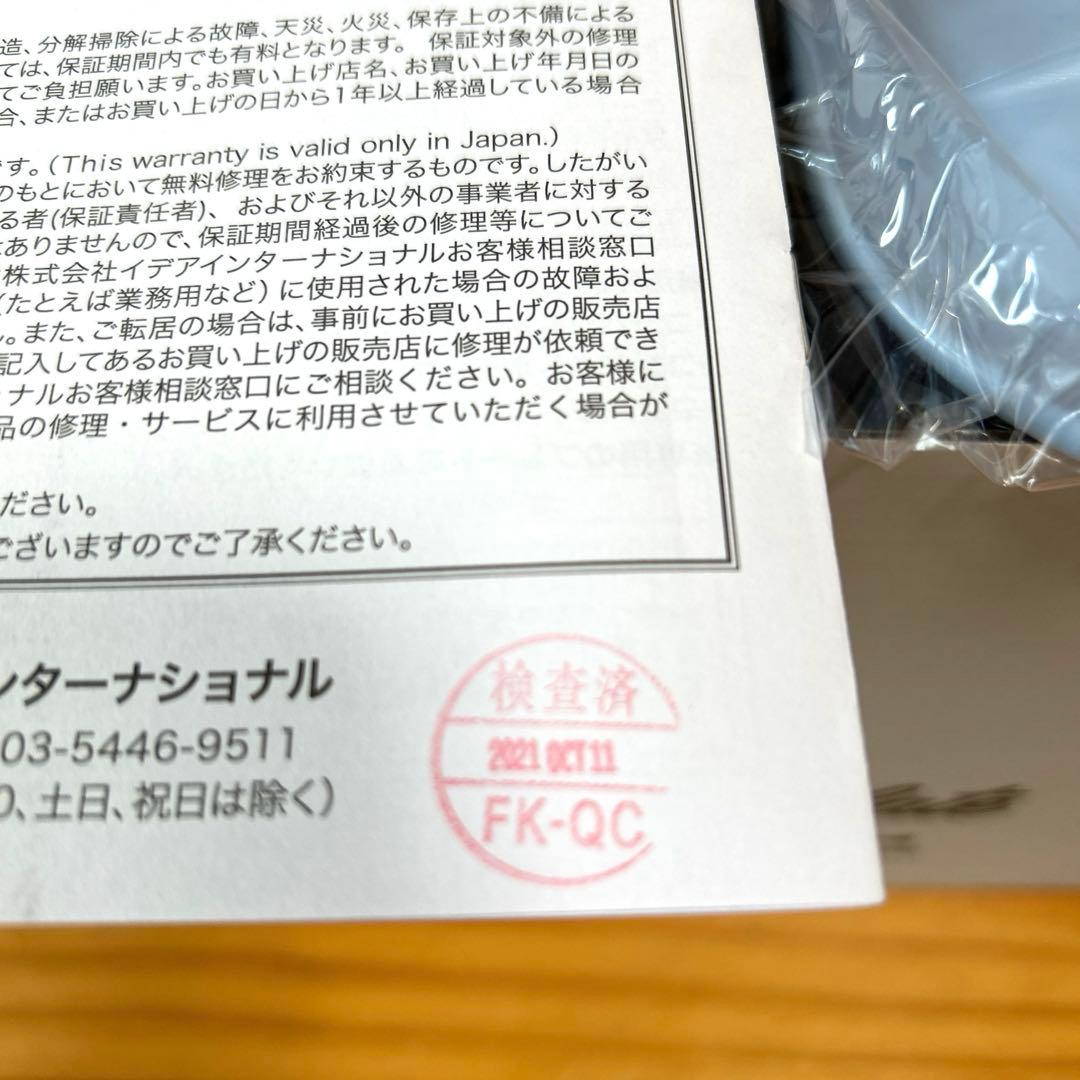 造、分解掃除による故障、天災、火災、保存上の不備による
ては、保証期間内でも有料となります。 保証対象外の修理
てご負担願います。お買い上げ店名、お買い上げ年月日の
合、またはお買い上げの日から1年以上経過している場合
です。(This warranty is valid only in Japan.)
のもとにおいて無料修理をお約束するものです。したがい
る者(保証責任者)、およびそれ以外の事業者に対する
はありませんので、保証期間経過後の修理等についてご
株式会社イデアインターナショナルお客様相談窓口
(たとえば業務用など)に使用された場合の故障およ
。また、ご転居の場合は、事前にお買い上げの販売店
記入してあるお買い上げの販売店に修理が依頼でき
ナルお客様相談窓口にご相談ください。お客様に
品の修理・サービスに利用させていただく場合が
ださい。
ございますのでご了承ください。
ンターナショナル
03-5446-9511
0、土日、祝日は除く)
検査済
2021 OCT 11
FK-QC